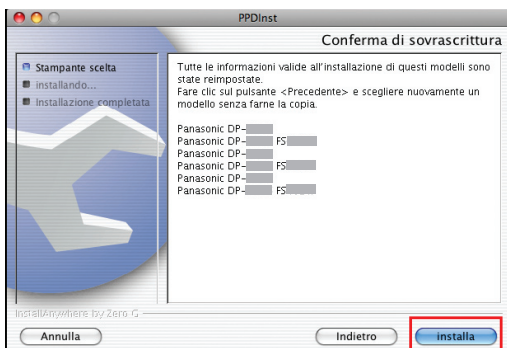 PPDInst
Conferma di sovrascrittura
Stampante scelta
installando...
Installazione completata
Tutte le informazioni valide all'installazione di questi modelli sono
state reimpostate.
Fare clic sul pulsante <Precedente> e scegliere nuovamente un
modello senza farne la copia.
Panasonic DP-
Panasonic DP- FS
Panasonic DP-
Panasonic DP- FS
Panasonic DP-
Panasonic DP- FS
InstallAnywhere by Zero G
Annulla
Indietro
installa